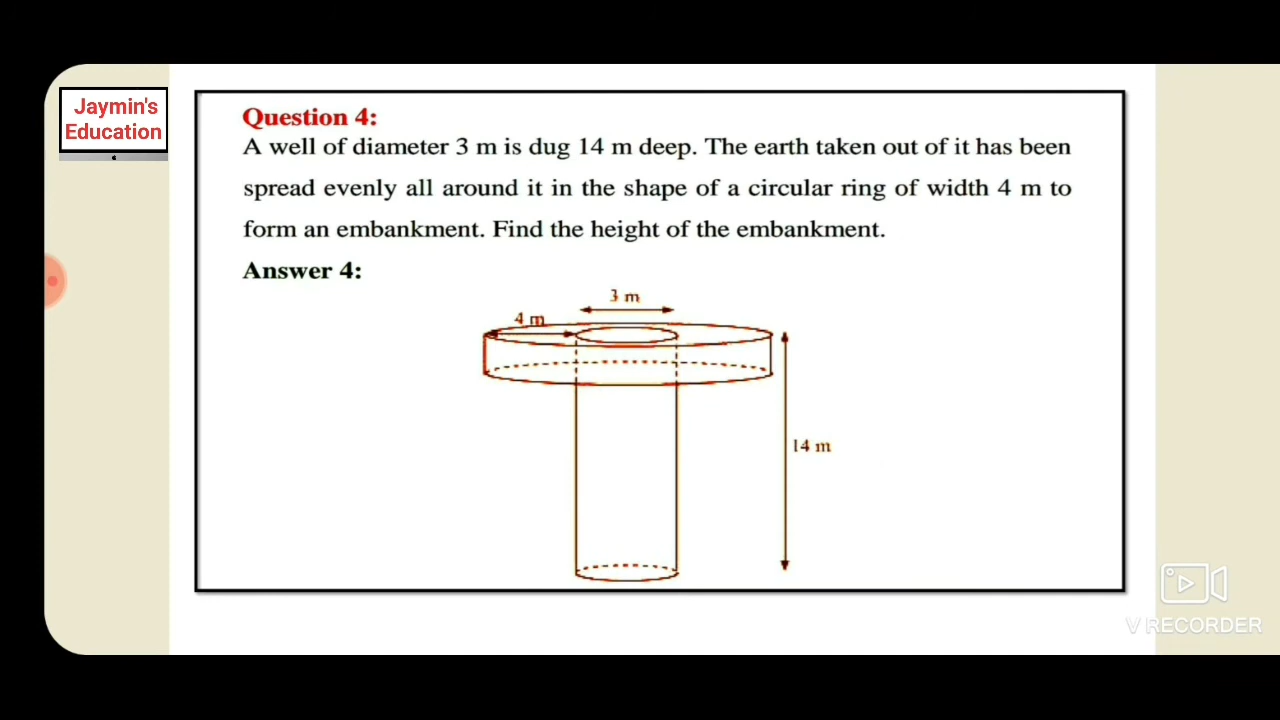 Jaymin's
Education
Question 4:
A well of diameter 3 m is dug 14 m deep. The earth taken out of it has been
spread evenly all around it in the shape of a circular ring of width 4 m to
form an embankment. Find the height of the embankment.
Answer 4:
3 m
4 m
14 m
V RECORDER